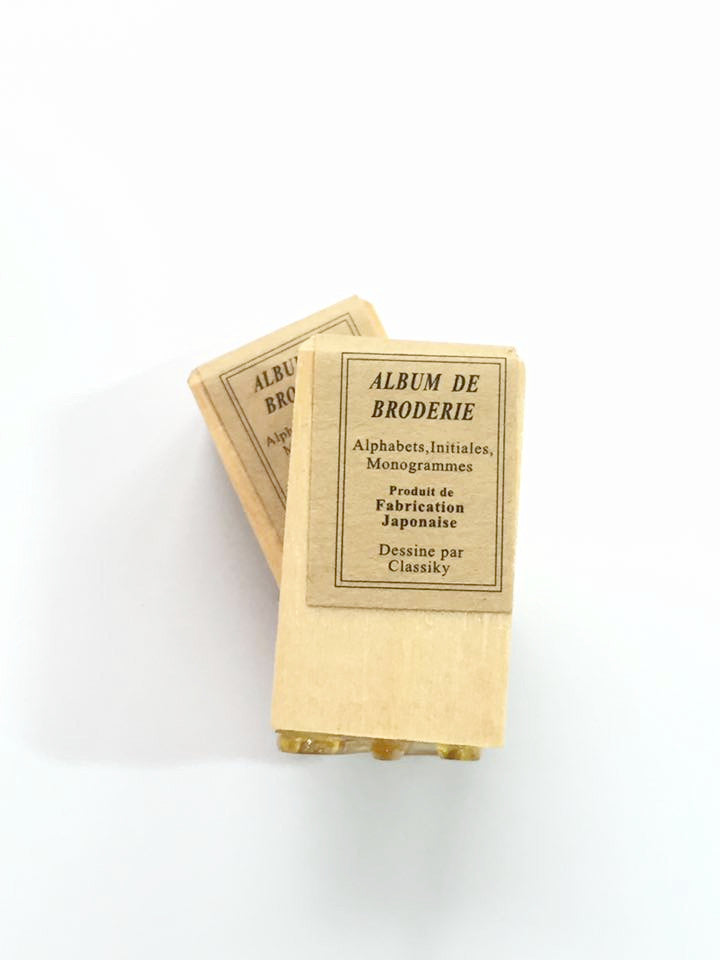 ALBUM DE
BRODERIE
Alphabets,Initiales,
Monogrammes
Produit de
Fabrication
Japonaise
Dessine par
Classiky